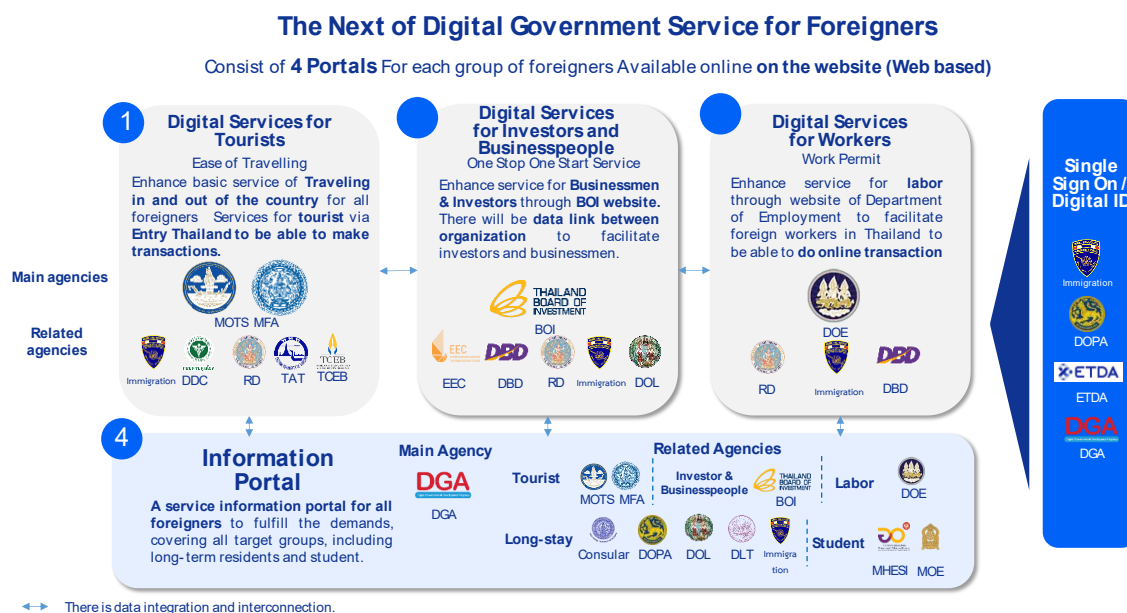 The Next of Digital Government Service for Foreigners
Consist of 4 Portals For each group of foreigners Available online on the website (Web based)
1
Digital Services for
Tourists
Ease of Travelling
Enhance basic service of Traveling
in and out of the country for all
foreigners Services for tourist via
Entry Thailand to be able to make
transactions.
Digital Services
for Investors and
Businesspeople
One Stop One Start Service
Enhance service for Businessmen
& Investors through BOI website.
There will be data link between
organization to facilitate
investors and businessmen.
Digital Services
for Workers
Work Permit
Enhance service for labor
through website of Department
of Employment to facilitate
foreign workers in Thailand to
be able to do online transaction
Main agencies
MOTS MFA
THAILAND
BOARD OF
INVESTMENT
BOI
DOE
Related
agencies
Immigration
DDC
RD
TAT
TCEB
TCEB
EEC
EEC
DBD
DBD
RD
Immigration
DOL
RD
Immigration
DBD
DBD
Single
Sign On /
Digital ID
Immigration
DOPA
ETDA
ETDA
DGA
DGA
4
Information
Portal
A service information portal for all
foreigners to fulfill the demands,
covering all target groups, including
long-term residents and student.
Main Agency
DGA
DGA
Related Agencies
Tourist
MOTS MFA
Investor &
Businesspeople
THAILAND
BOARD OF
INVESTMENT
BOI
Labor
DOE
Long-stay
Consular
DOPA
DOL
DLT
Immigra
tion
Student
MHESI
MOE
There is data integration and interconnection.